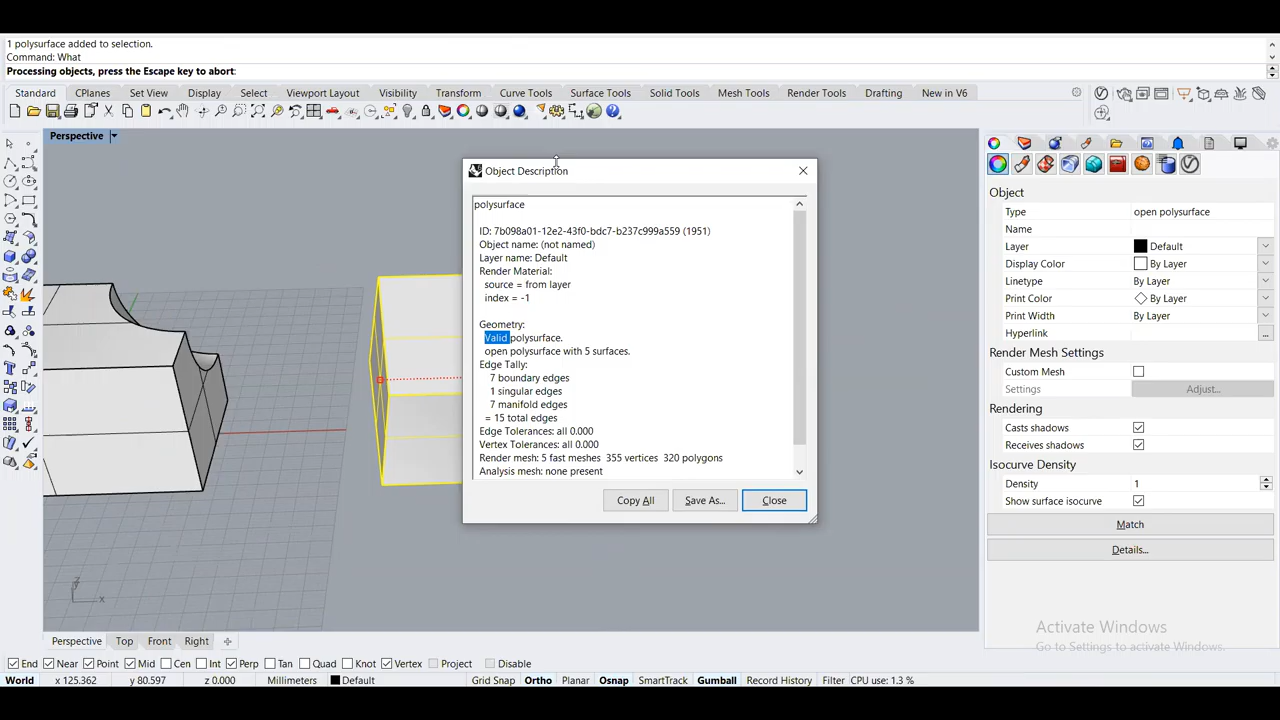 1 polysurface added to selection.
Command: What
Processing objects, press the Escape key to abort:
Standard CPlanes Set View Display Select Viewport Layout Visibility Transform Curve Tools Surface Tools Solid Tools Mesh Tools Render Tools Drafting New in V6
Perspective
Object Description
polysurface
ID: 7b098a01-12e2-43f0-bdc7-b237c999a559 (1951)
Object name: (not named)
Layer name: Default
Render Material:
source = from layer
index = -1
Geometry:
Valid polysurface.
open polysurface with 5 surfaces.
Edge Tally:
7 boundary edges
1 singular edges
7 manifold edges
= 15 total edges
Edge Tolerances: all 0.000
Vertex Tolerances: all 0.000
Render mesh: 5 fast meshes 355 vertices 320 polygons
Analysis mesh: none present
Copy All Save As... Close
Object
Type open polysurface
Name
Layer Default
Display Color By Layer
Linetype By Layer
Print Color By Layer
Print Width By Layer
Hyperlink ...
Render Mesh Settings
Custom Mesh
Settings Adjust...
Rendering
Casts shadows
Receives shadows
Isocurve Density
Density 1
Show surface isocurve
Match
Details...
Activate Windows
Go to Settings to activate Windows.
z
x
Perspective Top Front Right
End Near Point Mid Cen Int Perp Tan Quad Knot Vertex Project Disable
World x 125.362 y 80.597 z 0.000 Millimeters Default Grid Snap Ortho Planar Osnap SmartTrack Gumball Record History Filter CPU use: 1.3 %